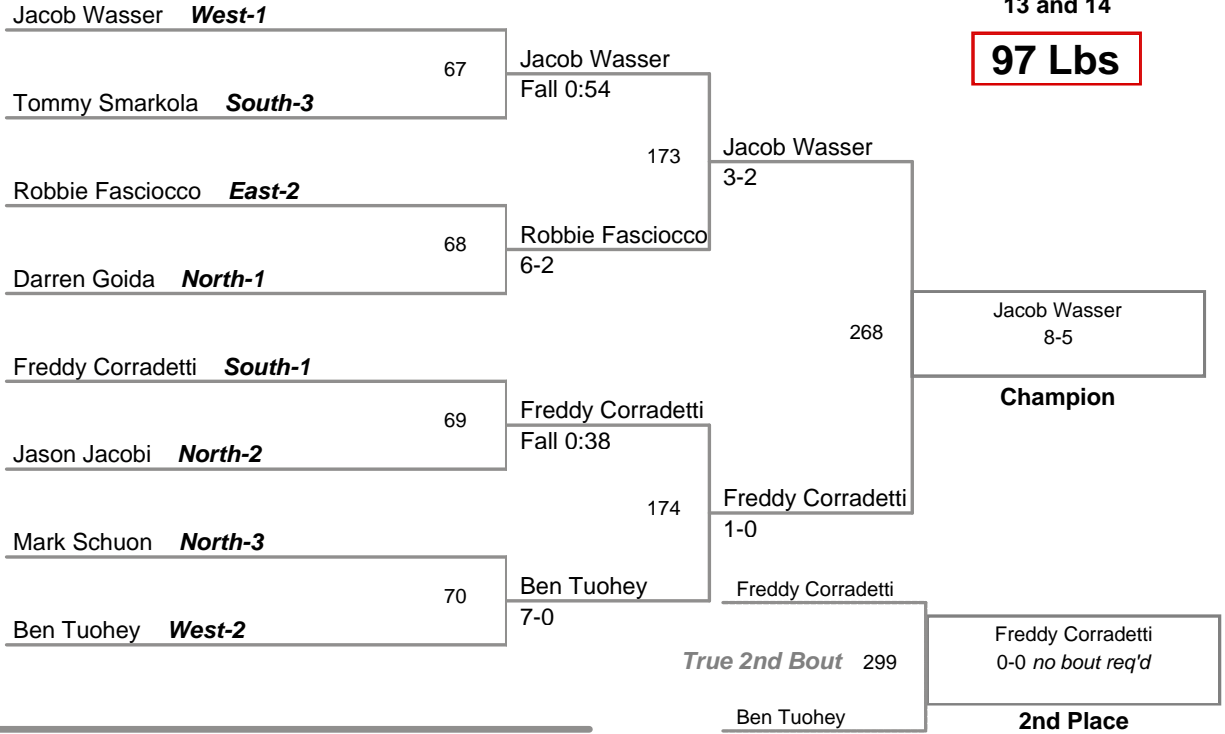 13 and 14
97 Lbs
Jacob Wasser West-1
67
Tommy Smarkola South-3
Jacob Wasser
Fall 0:54
173
Robbie Fasciocco East-2
68
Darren Goida North-1
Robbie Fasciocco
6-2
Jacob Wasser
3-2
268
Freddy Corradetti South-1
69
Jason Jacobi North-2
Freddy Corradetti
Fall 0:38
174
Mark Schuon North-3
70
Ben Tuohey West-2
Ben Tuohey
7-0
Freddy Corradetti
1-0
Jacob Wasser
8-5
Champion
Freddy Corradetti
True 2nd Bout 299
Ben Tuohey
Freddy Corradetti
0-0 no bout req'd
2nd Place